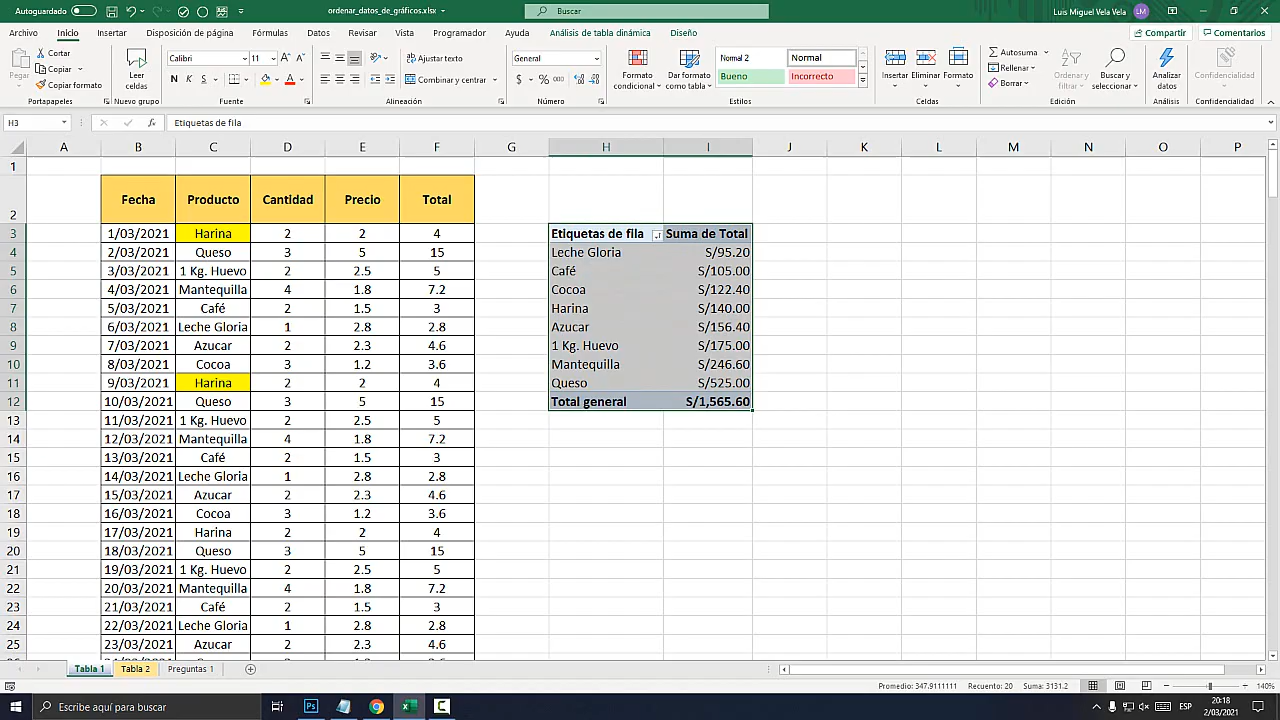 Autoguardado
ordenar_datos_de_gráficos.xlsx
Buscar
Luis Miguel Vela Vela
LM
Archivo Inicio Insertar Disposición de página Fórmulas Datos Revisar Vista Programador Ayuda Análisis de tabla dinámica Diseño
Compartir
Comentarios
Pegar
Cortar
Copiar
Copiar formato
Portapapeles
Leer celdas
Nuevo grupo
Calibri 11
N K S
Fuente
Ajustar texto
Combinar y centrar
Alineación
General
$ % 000
Número
Formato condicional
Dar formato como tabla
Nomal 2 Normal
Bueno Incorrecto
Estilos
Insertar Eliminar Formato
Celdas
Autosuma
Rellenar
Borrar
Ordenar y filtrar
Buscar y seleccionar
Edición
Analizar datos
Análisis
Confidencialidad
Confidencialidad
H3 Etiquetas de fila
A B C D E F G H I J K L M N O P
1
2 Fecha Producto Cantidad Precio Total
3 1/03/2021 Harina 2 2 4 Etiquetas de fila Suma de Total
4 2/03/2021 Queso 3 5 15 Leche Gloria S/95.20
5 3/03/2021 1 Kg. Huevo 2 2.5 5 Café S/105.00
6 4/03/2021 Mantequilla 4 1.8 7.2 Cocoa S/122.40
7 5/03/2021 Café 2 1.5 3 Harina S/140.00
8 6/03/2021 Leche Gloria 1 2.8 2.8 Azucar S/156.40
9 7/03/2021 Azucar 2 2.3 4.6 1 Kg. Huevo S/175.00
10 8/03/2021 Cocoa 3 1.2 3.6 Mantequilla S/246.60
11 9/03/2021 Harina 2 2 4 Queso S/525.00
12 10/03/2021 Queso 3 5 15 Total general S/1,565.60
13 11/03/2021 1 Kg. Huevo 2 2.5 5
14 12/03/2021 Mantequilla 4 1.8 7.2
15 13/03/2021 Café 2 1.5 3
16 14/03/2021 Leche Gloria 1 2.8 2.8
17 15/03/2021 Azucar 2 2.3 4.6
18 16/03/2021 Cocoa 3 1.2 3.6
19 17/03/2021 Harina 2 2 4
20 18/03/2021 Queso 3 5 15
21 19/03/2021 1 Kg. Huevo 2 2.5 5
22 20/03/2021 Mantequilla 4 1.8 7.2
23 21/03/2021 Café 2 1.5 3
24 22/03/2021 Leche Gloria 1 2.8 2.8
25 23/03/2021 Azucar 2 2.3 4.6
Tabla 1 Tabla 2 Preguntas 1
Promedio: 347.9111111 Recuento: 20 Suma: 3131.2 140%
Escribe aquí para buscar
ESP
20:18
2/03/2021